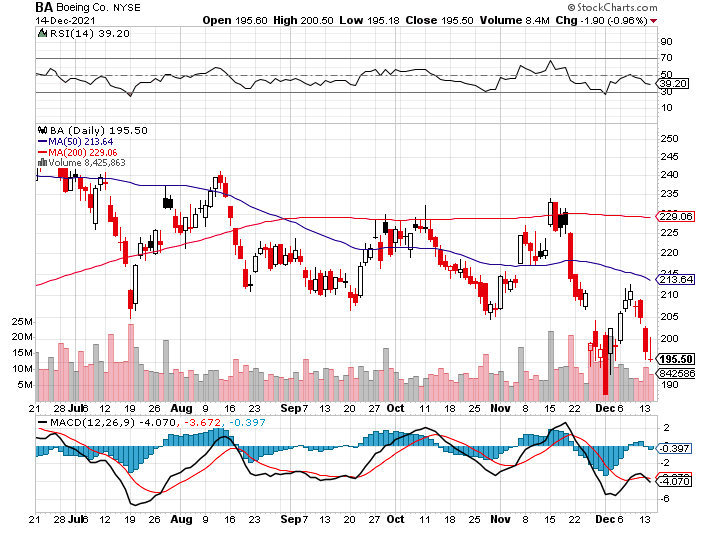 BA Boeing Co. NYSE
© StockCharts.com
14-Dec-2021
Open 195.60 High 200.50 Low 195.18 Close 195.50 Volume 8.4M Chg -1.90 (-0.96%)
RSI(14) 39.20
90
70
50
39.20
30
10
BA (Daily) 195.50
MA(50) 213.64
MA(200) 229.06
Volume 8,425,863
250
245
240
235
229.06
225
220
215
213.64
210
205
200
195.50
842586
190
25M
20M
15M
10M
5M
21 28 Jul 6 12 19 26 Aug 9 16 23 Sep 7 13 20 27 Oct 11 18 25 Nov 8 15 22 Dec 6 13
MACD(12,26,9) -4.070, -3.672, -0.397
2
-0.397
-2
-4.070
-6
21 28 Jul 6 12 19 26 Aug 9 16 23 Sep 7 13 20 27 Oct 11 18 25 Nov 8 15 22 Dec 6 13